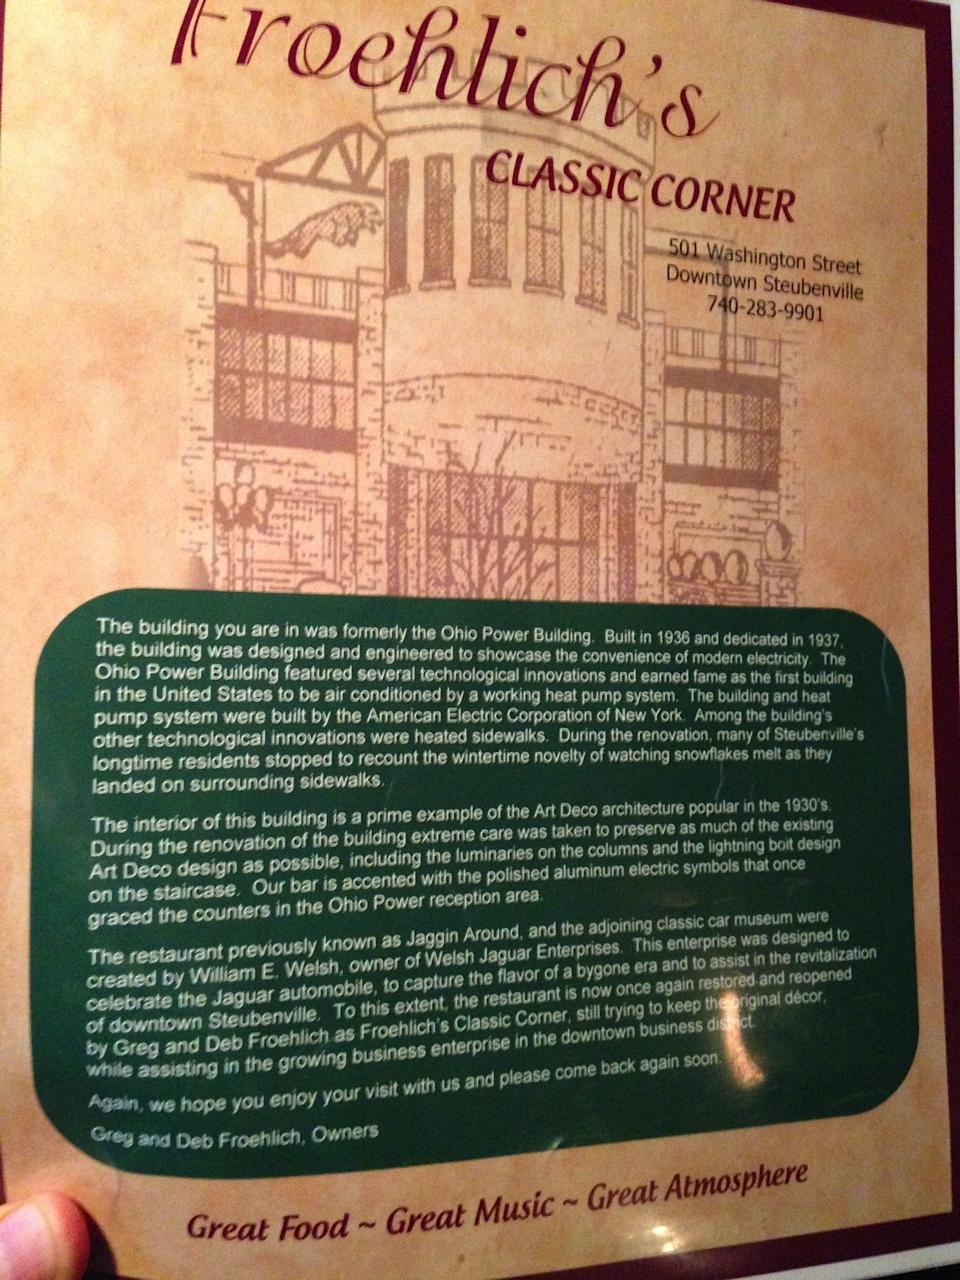 Froehlich's
CLASSIC CORNER
501 Washington Street
Downtown Steubenville
740-283-9901
The building you are in was formerly the Ohio Power Building. Built in 1936 and dedicated in 1937,
the building was designed and engineered to showcase the convenience of modern electricity. The
Ohio Power Building featured several technological innovations and earned fame as the first building
in the United States to be air conditioned by a working heat pump system. The building and heat
pump system were built by the American Electric Corporation of New York. Among the building's
other technological innovations were heated sidewalks. During the renovation, many of Steubenville's
longtime residents stopped to recount the wintertime novelty of watching snowflakes melt as they
landed on surrounding sidewalks.
The interior of this building is a prime example of the Art Deco architecture popular in the 1930's.
During the renovation of the building extreme care was taken to preserve as much of the existing
Art Deco design as possible, including the luminaries on the columns and the lightning bolt design
on the staircase. Our bar is accented with the polished aluminum electric symbols that once
graced the counters in the Ohio Power reception area.
The restaurant previously known as Jaggin Around, and the adjoining classic car museum were
created by William E. Welsh, owner of Welsh Jaguar Enterprises. This enterprise was designed to
celebrate the Jaguar automobile, to capture the flavor of a bygone era and to assist in the revitalization
of downtown Steubenville. To this extent, the restaurant is now once again restored and reopened
by Greg and Deb Froehlich as Froehlich's Classic Corner, still trying to keep the original décor,
while assisting in the growing business enterprise in the downtown business district.
Again, we hope you enjoy your visit with us and please come back again soon.
Greg and Deb Froehlich, Owners
Great Food ~ Great Music ~ Great Atmosphere